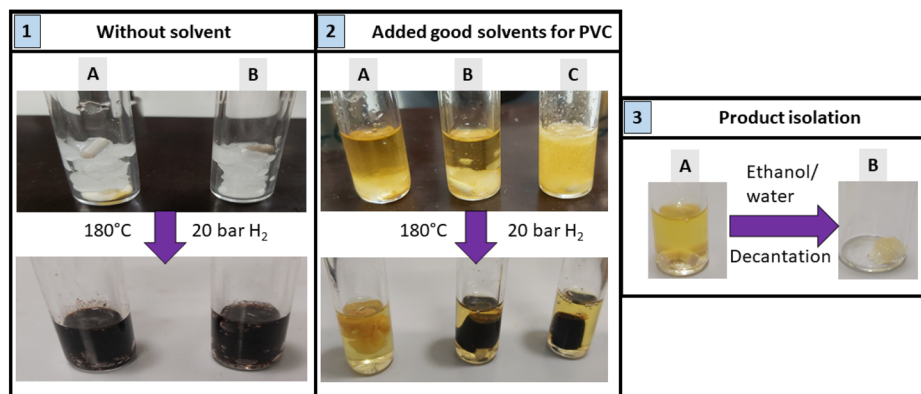 1 Without solvent
A B
180°C 20 bar H₂
2 Added good solvents for PVC
A B C
180°C 20 bar H₂
3 Product isolation
A B
Ethanol/
water
Decantation